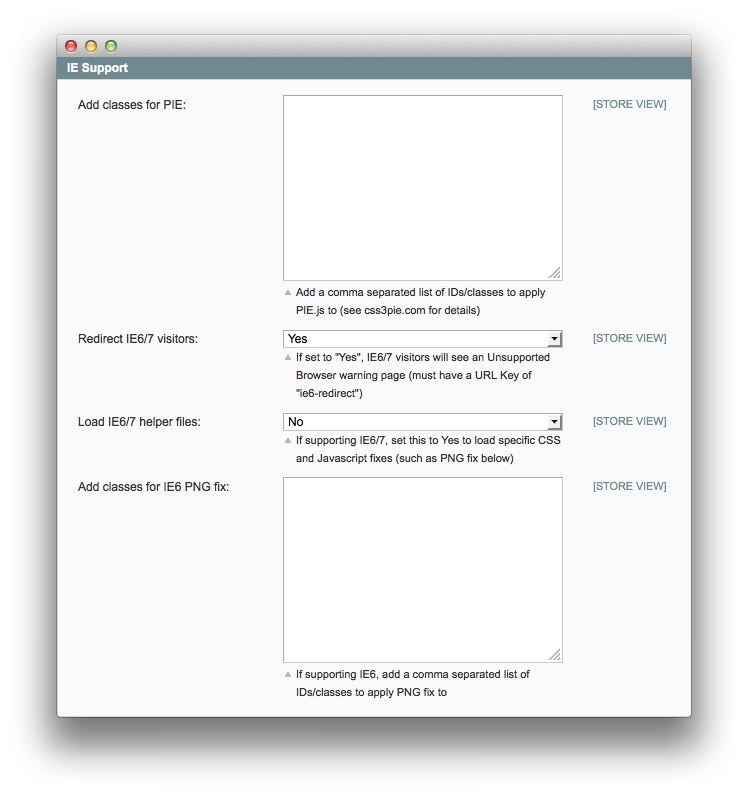 IE Support
Add classes for PIE:
[STORE VIEW]
Add a comma separated list of IDs/classes to apply
PIE.js to (see css3pie.com for details)
Redirect IE6/7 visitors:
Yes
[STORE VIEW]
If set to "Yes", IE6/7 visitors will see an Unsupported
Browser warning page (must have a URL Key of
"ie6-redirect")
Load IE6/7 helper files:
No
[STORE VIEW]
If supporting IE6/7, set this to Yes to load specific CSS
and Javascript fixes (such as PNG fix below)
Add classes for IE6 PNG fix:
[STORE VIEW]
If supporting IE6, add a comma separated list of
IDs/classes to apply PNG fix to